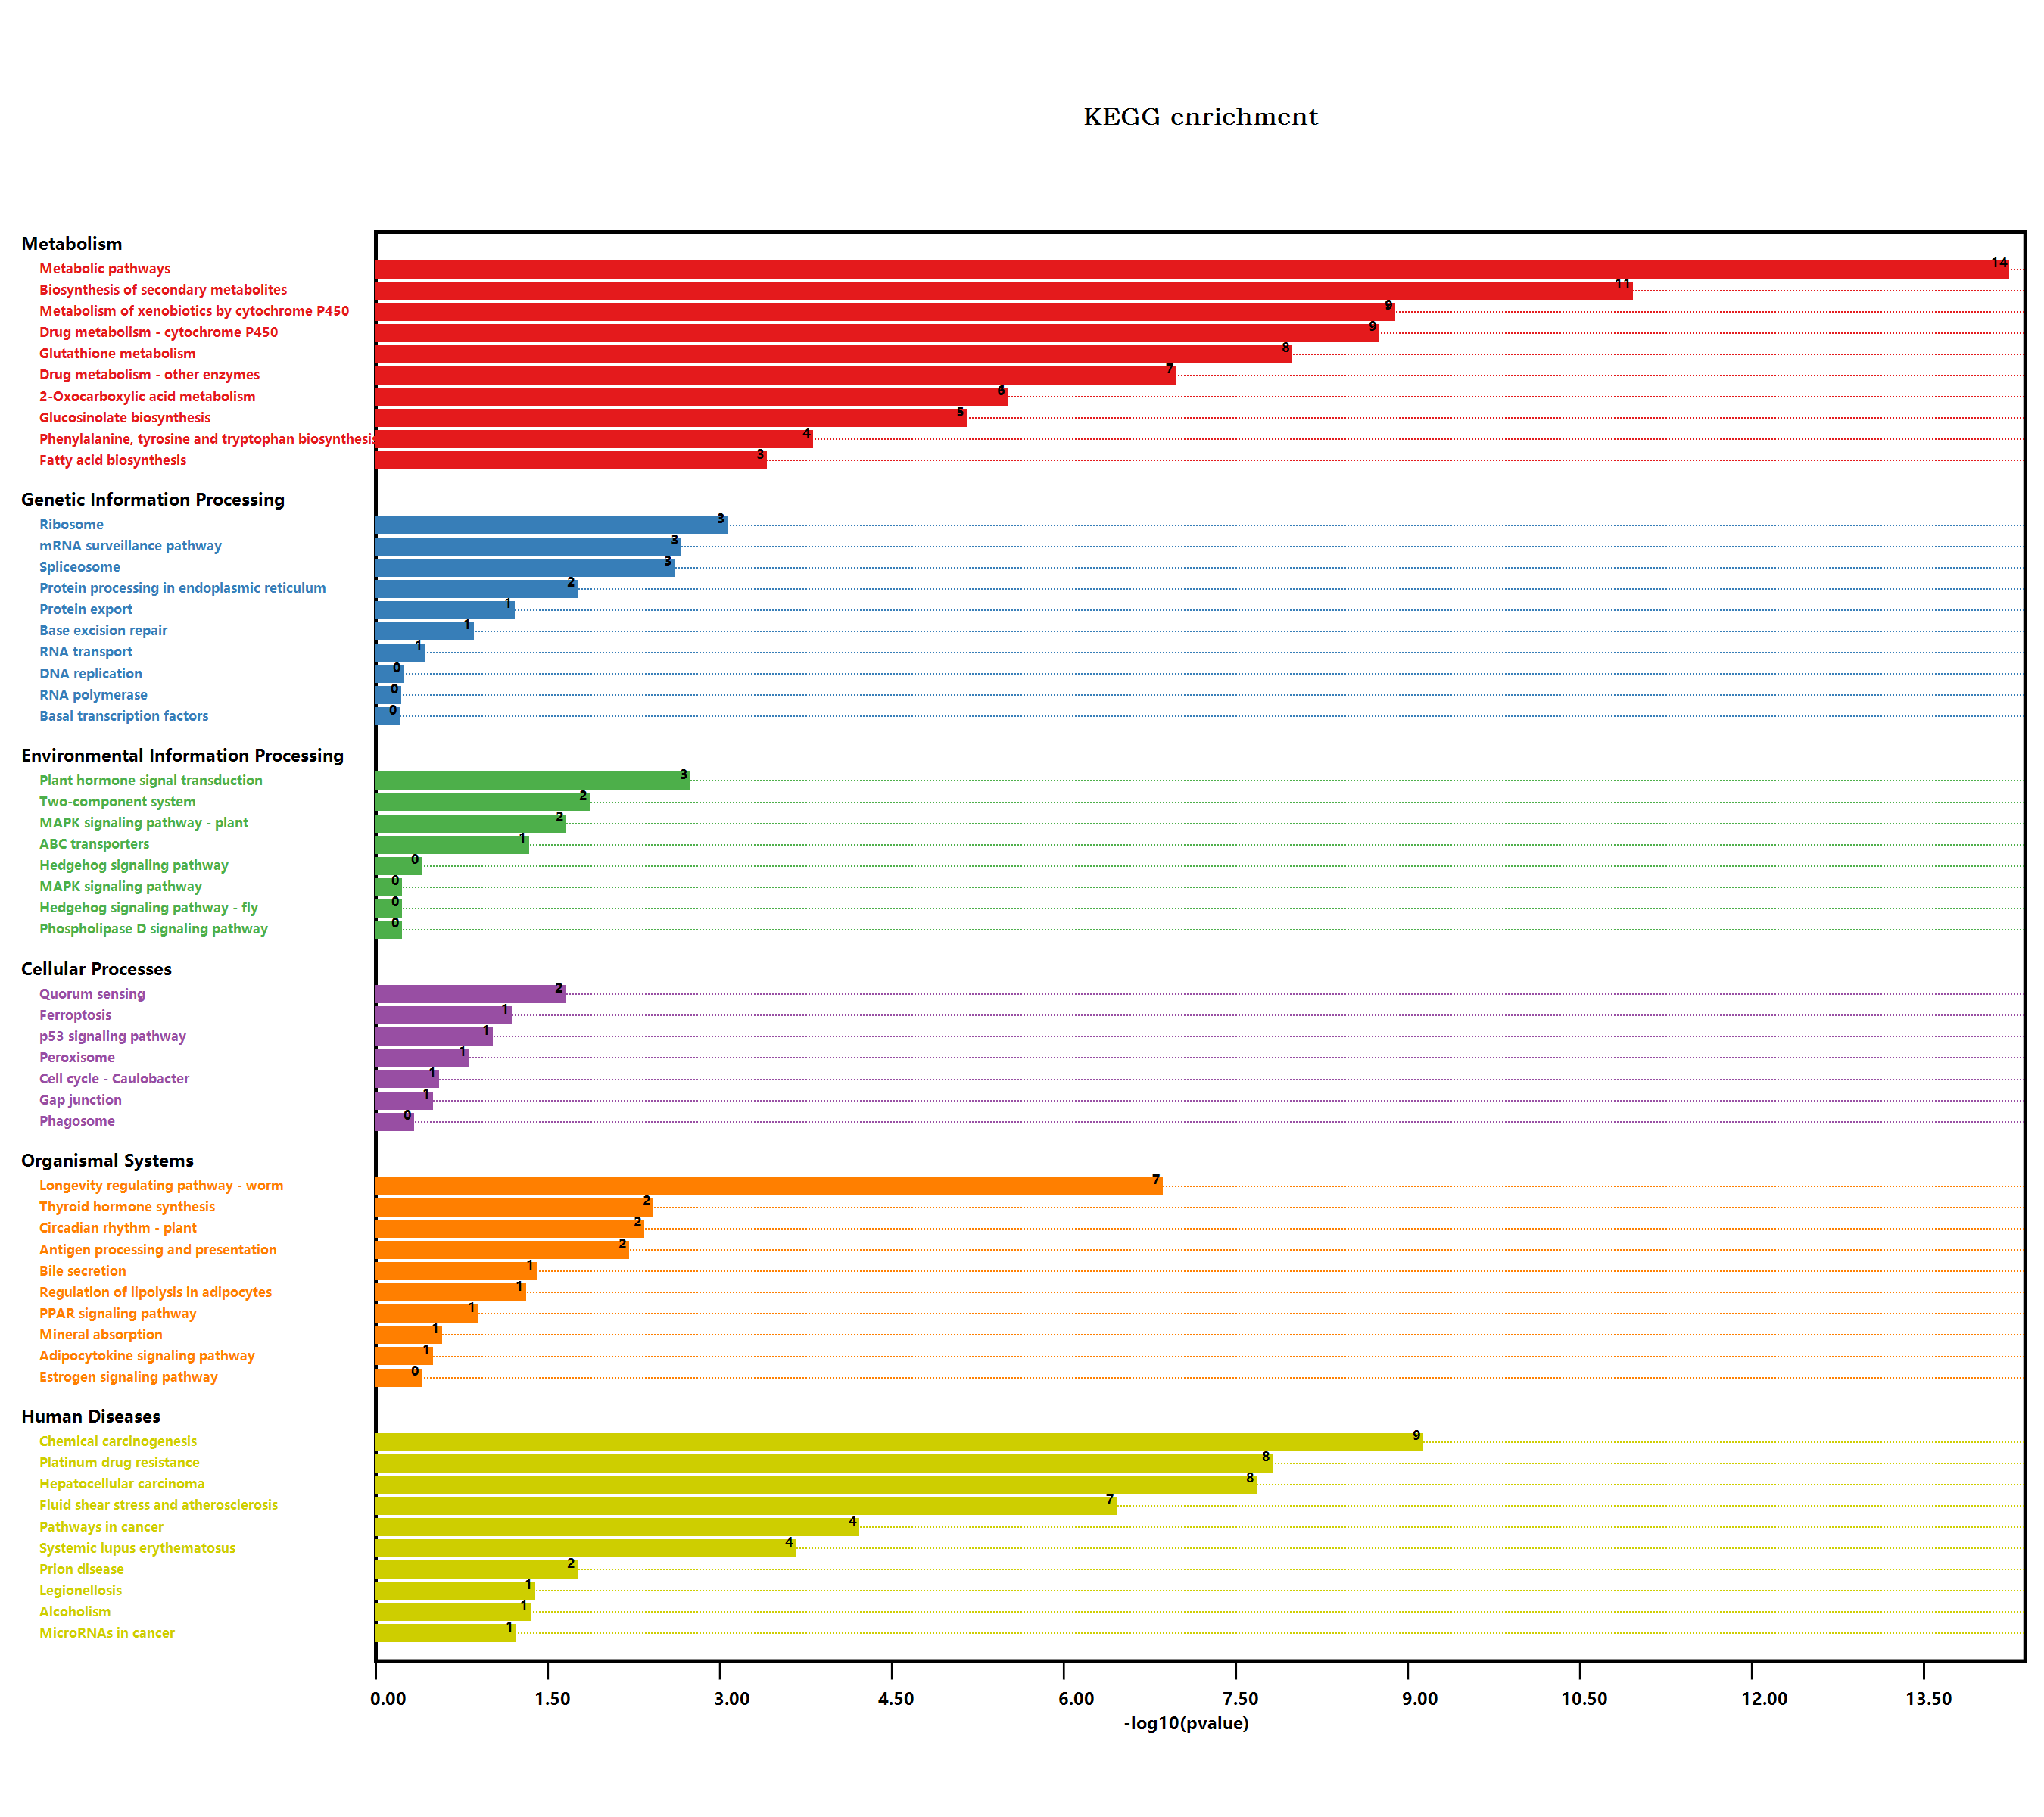 KEGG enrichment
Metabolism
Metabolic pathways 14
Biosynthesis of secondary metabolites 11
Metabolism of xenobiotics by cytochrome P450 9
Drug metabolism - cytochrome P450 9
Glutathione metabolism 8
Drug metabolism - other enzymes 7
2-Oxocarboxylic acid metabolism 6
Glucosinolate biosynthesis 5
Phenylalanine, tyrosine and tryptophan biosynthesis 4
Fatty acid biosynthesis 3
Genetic Information Processing
Ribosome 3
mRNA surveillance pathway 3
Spliceosome 3
Protein processing in endoplasmic reticulum 2
Protein export 1
Base excision repair 1
RNA transport 1
DNA replication 0
RNA polymerase 0
Basal transcription factors 0
Environmental Information Processing
Plant hormone signal transduction 3
Two-component system 2
MAPK signaling pathway - plant 2
ABC transporters 1
Hedgehog signaling pathway 0
MAPK signaling pathway 0
Hedgehog signaling pathway - fly 0
Phospholipase D signaling pathway 0
Cellular Processes
Quorum sensing 2
Ferroptosis 1
p53 signaling pathway 1
Peroxisome 1
Cell cycle - Caulobacter 1
Gap junction 1
Phagosome 0
Organismal Systems
Longevity regulating pathway - worm 7
Thyroid hormone synthesis 2
Circadian rhythm - plant 2
Antigen processing and presentation 2
Bile secretion 1
Regulation of lipolysis in adipocytes 1
PPAR signaling pathway 1
Mineral absorption 1
Adipocytokine signaling pathway 1
Estrogen signaling pathway 0
Human Diseases
Chemical carcinogenesis 9
Platinum drug resistance 8
Hepatocellular carcinoma 8
Fluid shear stress and atherosclerosis 7
Pathways in cancer 4
Systemic lupus erythematosus 4
Prion disease 2
Legionellosis 1
Alcoholism 1
MicroRNAs in cancer 1
0.00 1.50 3.00 4.50 6.00 7.50 9.00 10.50 12.00 13.50
-log10(pvalue)